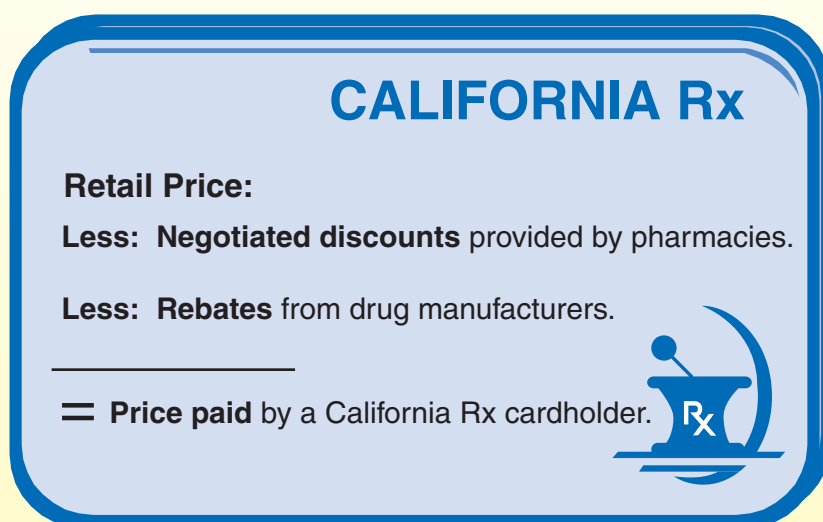 CALIFORNIA Rx
Retail Price:
Less: Negotiated discounts provided by pharmacies.
Less: Rebates from drug manufacturers.
= Price paid by a California Rx cardholder.
Rx